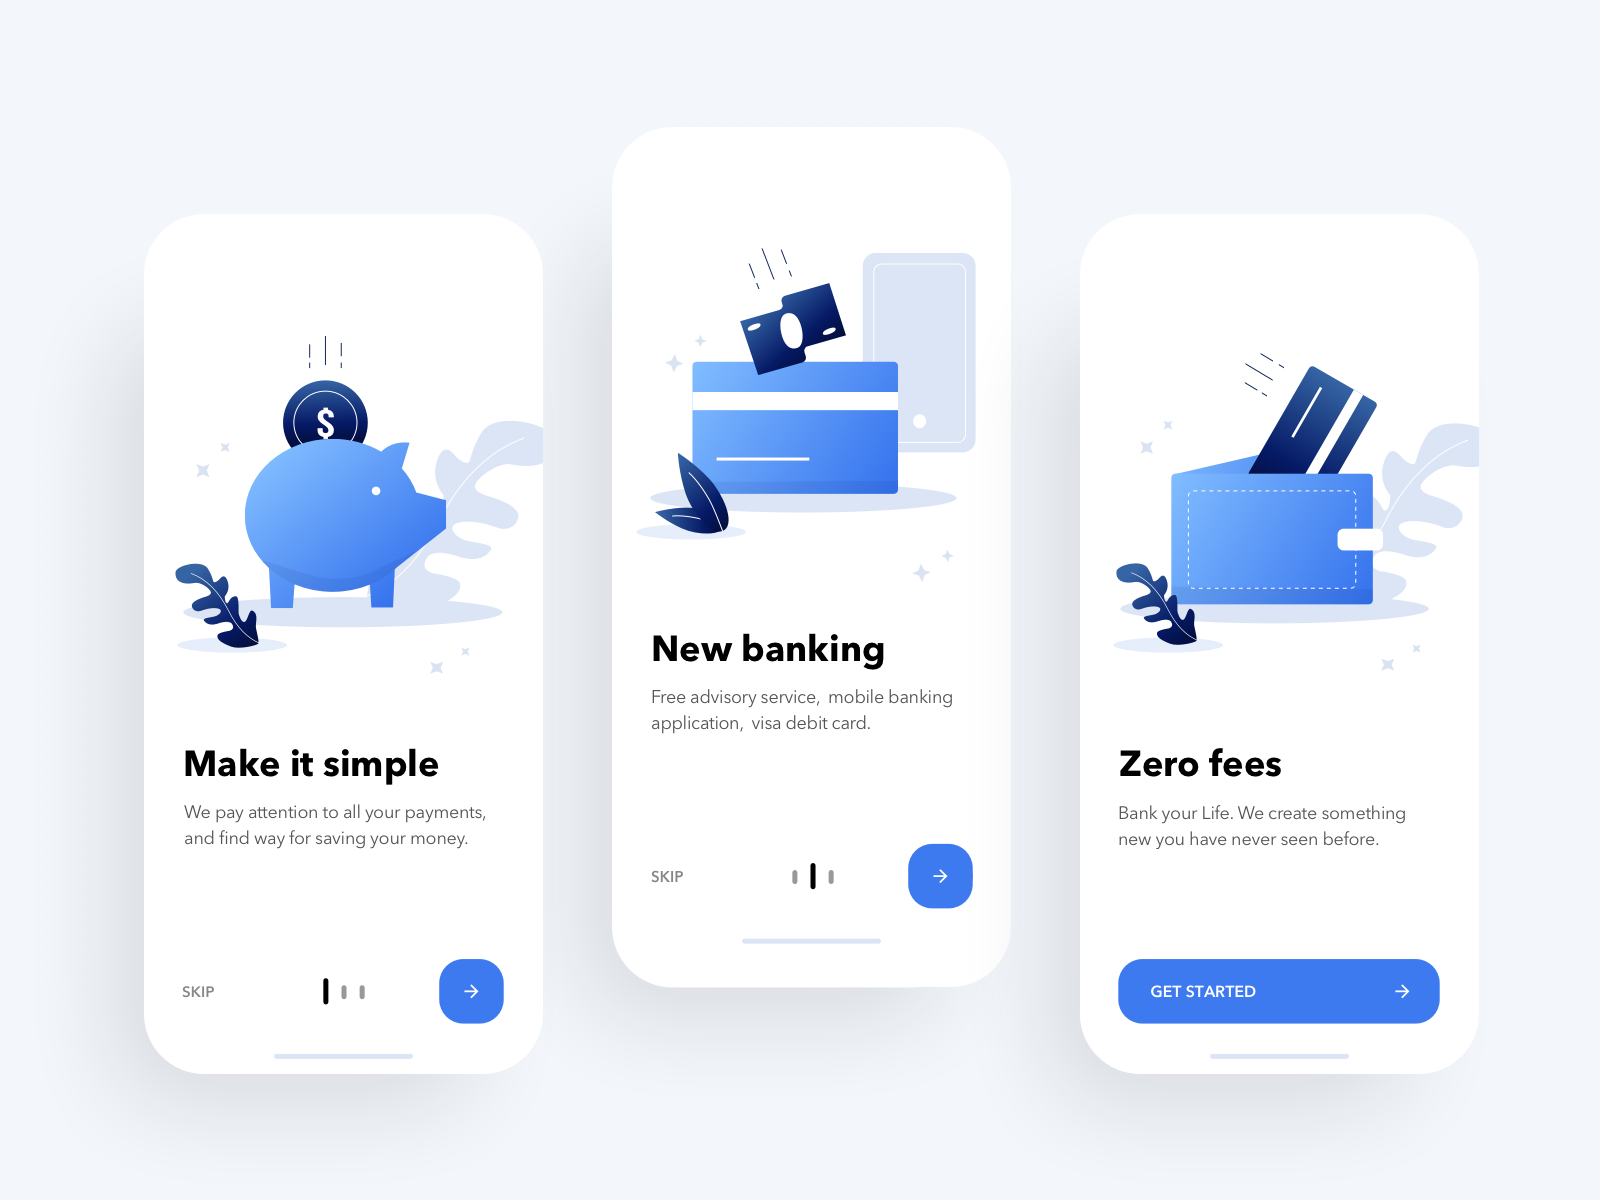 $
Make it simple
We pay attention to all your payments,
and find way for saving your money.
SKIP
New banking
Free advisory service,  mobile banking
application,  visa debit card.
SKIP
Zero fees
Bank your Life. We create something
new you have never seen before.
GET STARTED